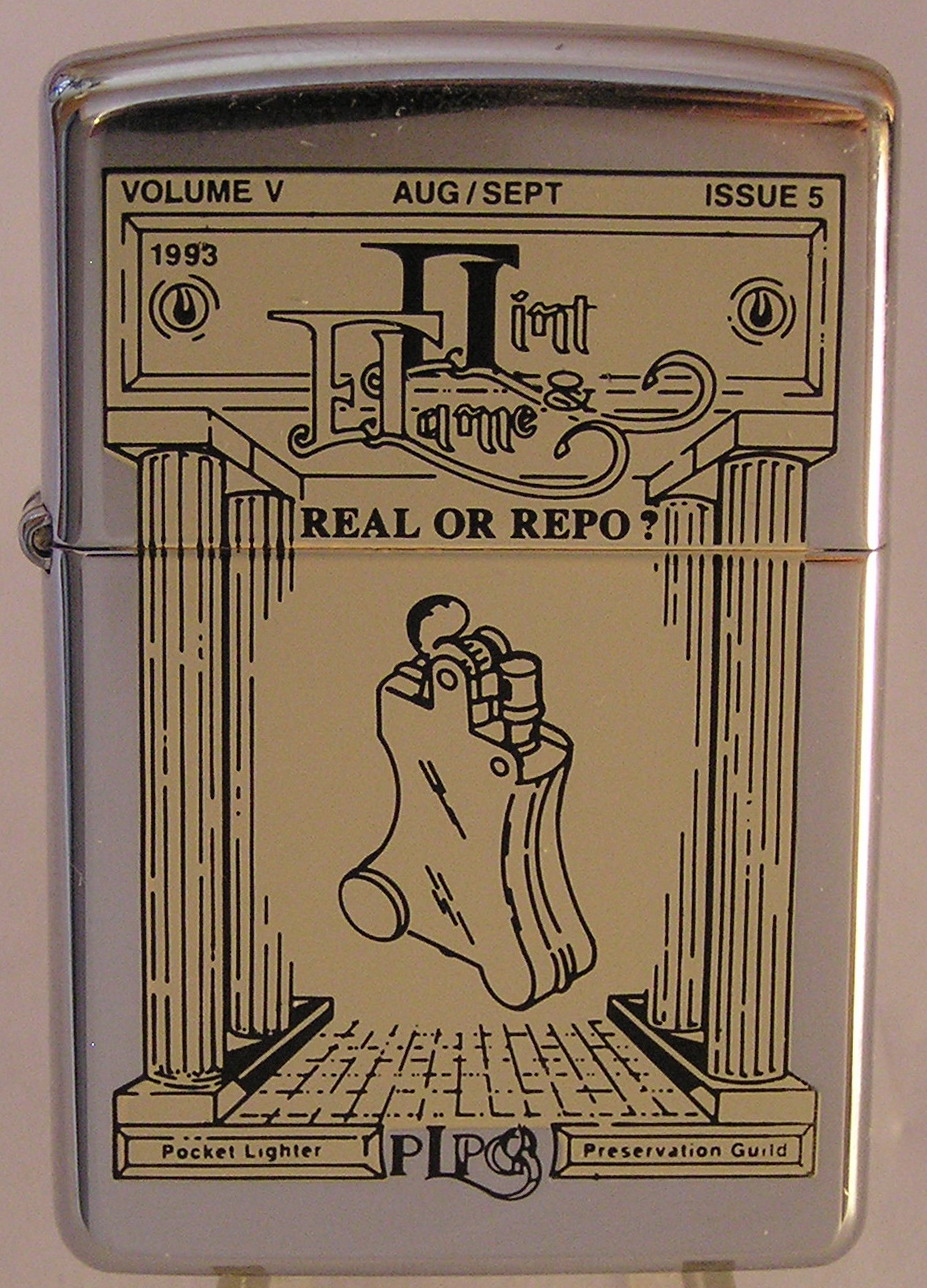 VOLUME V AUG/SEPT ISSUE 5
1993
Flint
&
Flame
REAL OR REPO?
Pocket Lighter PLPG Preservation Guild